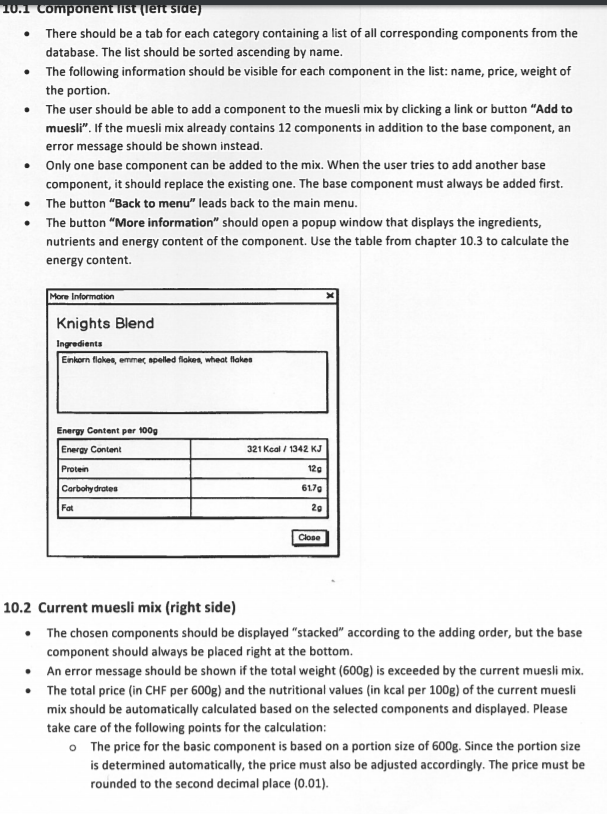 10.1 Component list (left side)
• There should be a tab for each category containing a list of all corresponding components from the
database. The list should be sorted ascending by name.
• The following information should be visible for each component in the list: name, price, weight of
the portion.
• The user should be able to add a component to the muesli mix by clicking a link or button "Add to
muesli". If the muesli mix already contains 12 components in addition to the base component, an
error message should be shown instead.
• Only one base component can be added to the mix. When the user tries to add another base
component, it should replace the existing one. The base component must always be added first.
• The button "Back to menu" leads back to the main menu.
• The button "More information" should open a popup window that displays the ingredients,
nutrients and energy content of the component. Use the table from chapter 10.3 to calculate the
energy content.
More Information X
Knights Blend
Ingredients
Einkorn flakes, emmer, spelled flakes, wheat flakes
Energy Content per 100g
Energy Content 321 Kcal / 1342 KJ
Protein 12g
Carbohydrates 61.7g
Fat 2g
Close
10.2 Current muesli mix (right side)
• The chosen components should be displayed "stacked" according to the adding order, but the base
component should always be placed right at the bottom.
• An error message should be shown if the total weight (600g) is exceeded by the current muesli mix.
• The total price (in CHF per 600g) and the nutritional values (in kcal per 100g) of the current muesli
mix should be automatically calculated based on the selected components and displayed. Please
take care of the following points for the calculation:
o The price for the basic component is based on a portion size of 600g. Since the portion size
is determined automatically, the price must also be adjusted accordingly. The price must be
rounded to the second decimal place (0.01).